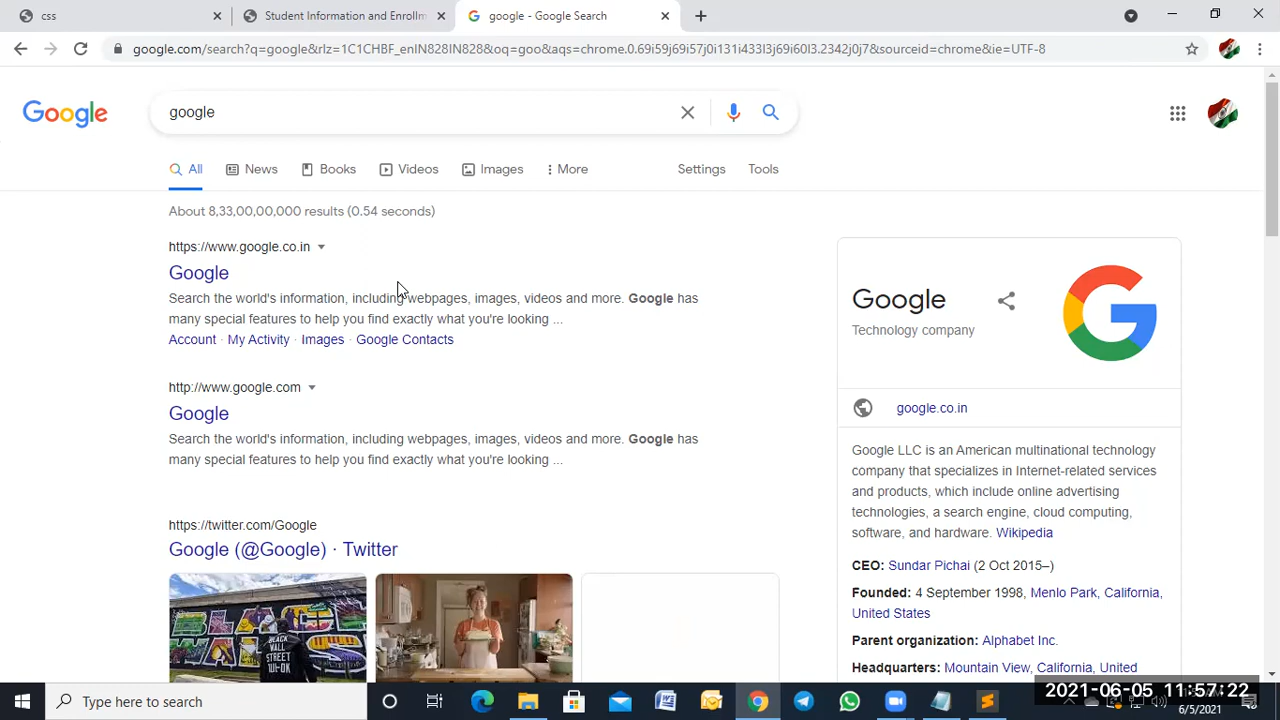 css
Student Information and Enrollm
google - Google Search
google.com/search?q=google&rlz=1C1CHBF_enIN828IN828&oq=goo&aqs=chrome.0.69i59j69i57j0i131i433l3j69i60l3.2342j0j7&sourceid=chrome&ie=UTF-8
Google
google
All
News
Books
Videos
Images
More
Settings
Tools
About 8,33,00,00,000 results (0.54 seconds)
https://www.google.co.in
Google
Search the world's information, including webpages, images, videos and more. Google has
many special features to help you find exactly what you're looking ...
Account · My Activity · Images · Google Contacts
http://www.google.com
Google
Search the world's information, including webpages, images, videos and more. Google has
many special features to help you find exactly what you're looking ...
https://twitter.com/Google
Google (@Google) · Twitter
BLACK
WALL
STREET
Google
Technology company
google.co.in
Google LLC is an American multinational technology
company that specializes in Internet-related services
and products, which include online advertising
technologies, a search engine, cloud computing,
software, and hardware. Wikipedia
CEO: Sundar Pichai (2 Oct 2015–)
Founded: 4 September 1998, Menlo Park, California,
United States
Parent organization: Alphabet Inc.
Headquarters: Mountain View, California, United
Type here to search
2021-06-05 11:57:22
6/5/2021